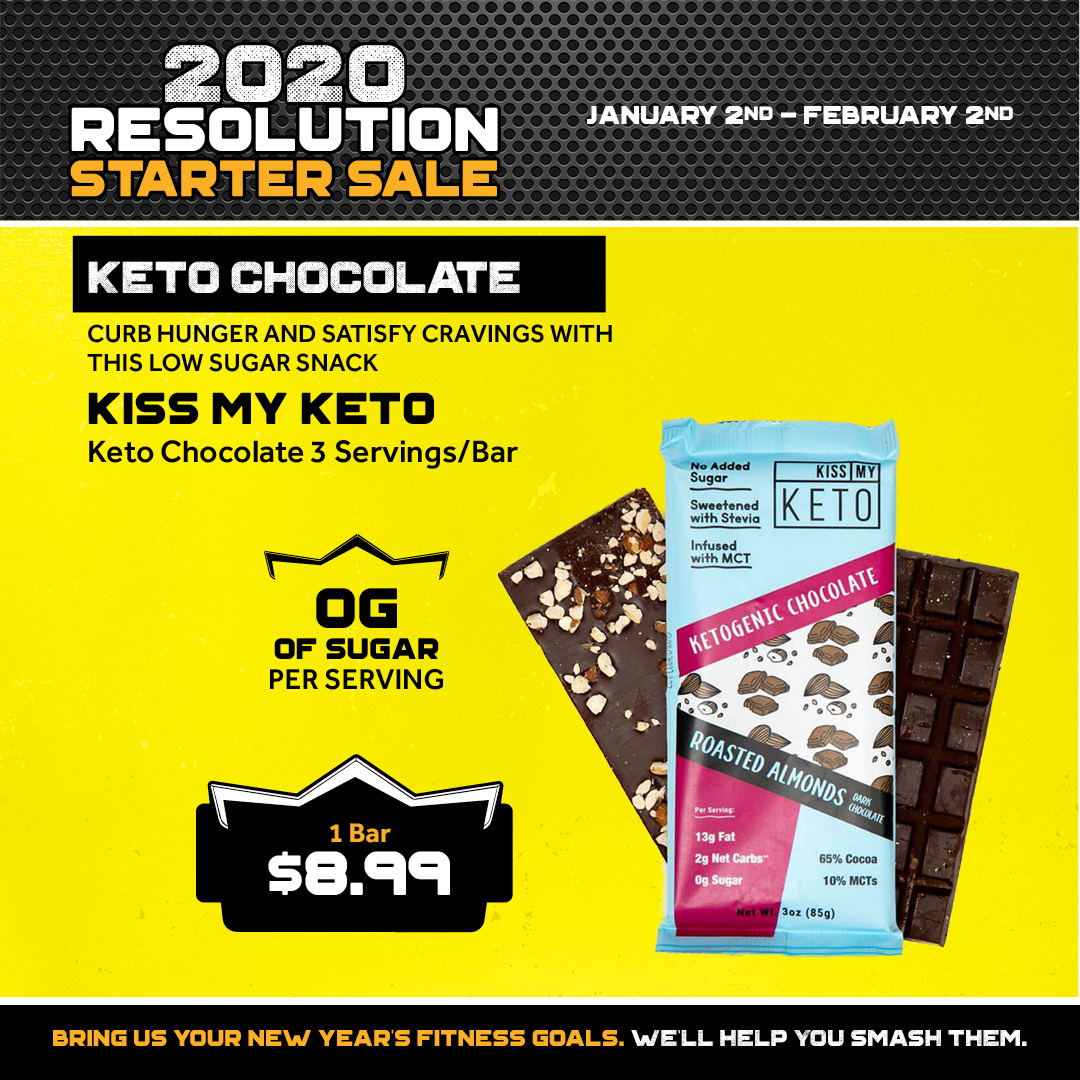 2020
RESOLUTION
STARTER SALE
JANUARY 2ND – FEBRUARY 2ND
KETO CHOCOLATE
CURB HUNGER AND SATISFY CRAVINGS WITH
THIS LOW SUGAR SNACK
KISS MY KETO
Keto Chocolate 3 Servings/Bar
0G
OF SUGAR
PER SERVING
1 Bar
$8.99
No Added
Sugar
Sweetened
with Stevia
Infused
with MCT
KISS MY
KETO
KETOGENIC CHOCOLATE
ROASTED ALMONDS
DARK
CHOCOLATE
Per Serving:
13g Fat
2g Net Carbs**
0g Sugar
65% Cocoa
10% MCTs
Net Wt. 3oz (85g)
BRING US YOUR NEW YEAR'S FITNESS GOALS. WE'LL HELP YOU SMASH THEM.